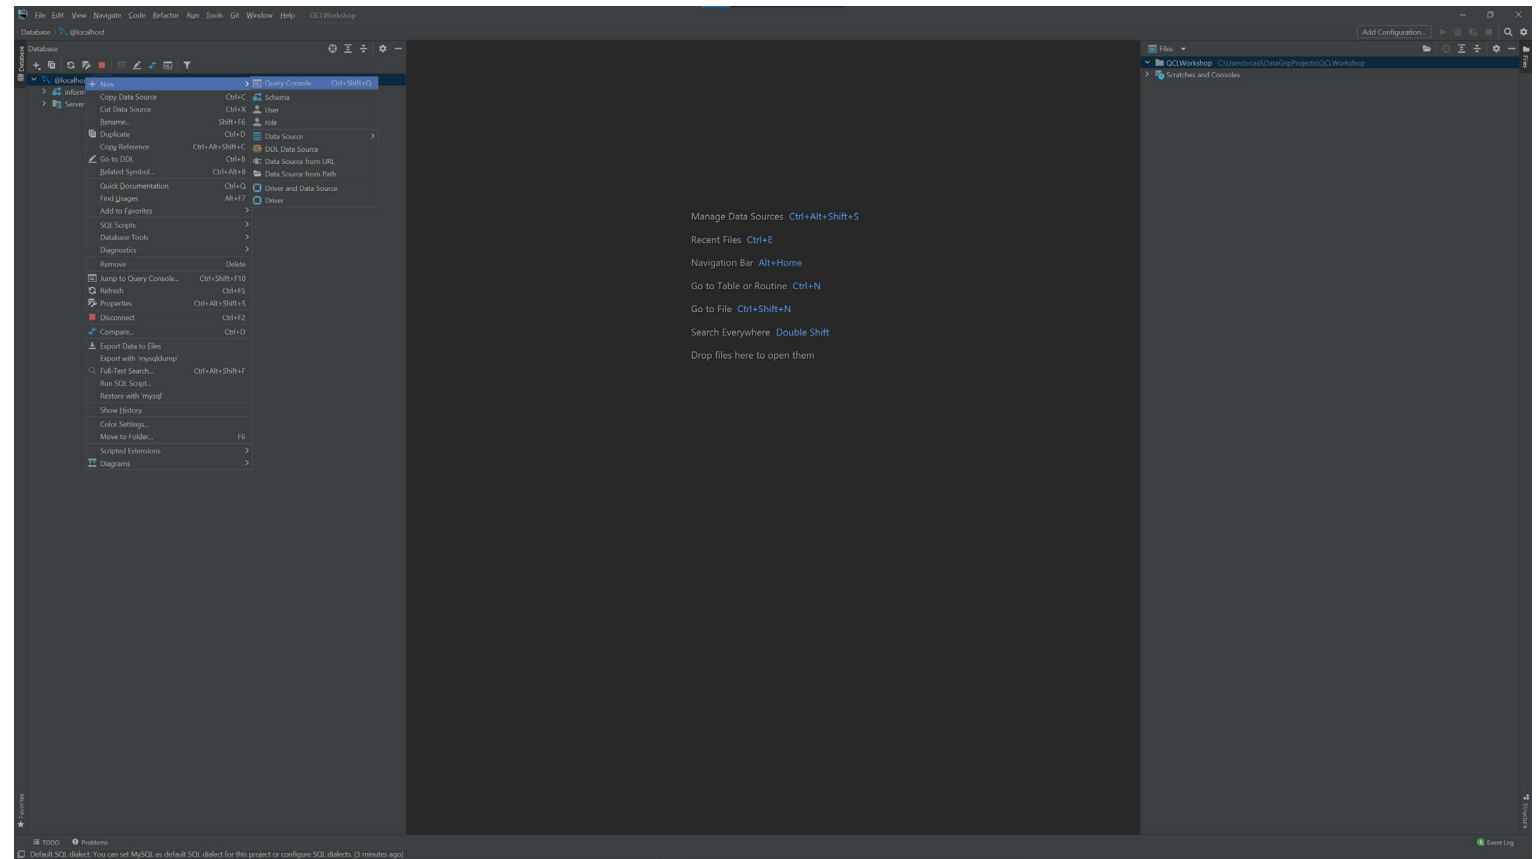 File Edit View Navigate Code Refactor Run Tools Git Window Help QCLWorkshop
Database @localhost
Add Configuration...
Database
Files
Database
@localho
inform
Server
New
Copy Data Source Ctrl+C
Cut Data Source Ctrl+X
Rename... Shift+F6
Duplicate Ctrl+D
Copy Reference Ctrl+Alt+Shift+C
Go to DDL Ctrl+B
Related Symbol... Ctrl+Alt+B
Quick Documentation Ctrl+Q
Find Usages Alt+F7
Add to Favorites
SQL Scripts
Database Tools
Diagnostics
Remove Delete
Jump to Query Console... Ctrl+Shift+F10
Refresh Ctrl+F5
Properties Ctrl+Alt+Shift+S
Disconnect Ctrl+F2
Compare... Ctrl+D
Export Data to Files
Export with 'mysqldump'
Full-Text Search... Ctrl+Alt+Shift+F
Run SQL Script...
Restore with 'mysql'
Show History
Color Settings...
Move to Folder... F6
Scripted Extensions
Diagrams
Query Console Ctrl+Shift+Q
Schema
User
role
Data Source
DDL Data Source
Data Source from URL
Data Source from Path
Driver and Data Source
Driver
Manage Data Sources Ctrl+Alt+Shift+S
Recent Files Ctrl+E
Navigation Bar Alt+Home
Go to Table or Routine Ctrl+N
Go to File Ctrl+Shift+N
Search Everywhere Double Shift
Drop files here to open them
QCLWorkshop C:\Users\vcasl\DataGripProjects\QCLWorkshop
Scratches and Consoles
Files
Structure
Favorites
TODO Problems
Event Log
Default SQL dialect: You can set MySQL as default SQL dialect for this project or configure SQL dialects. (3 minutes ago)